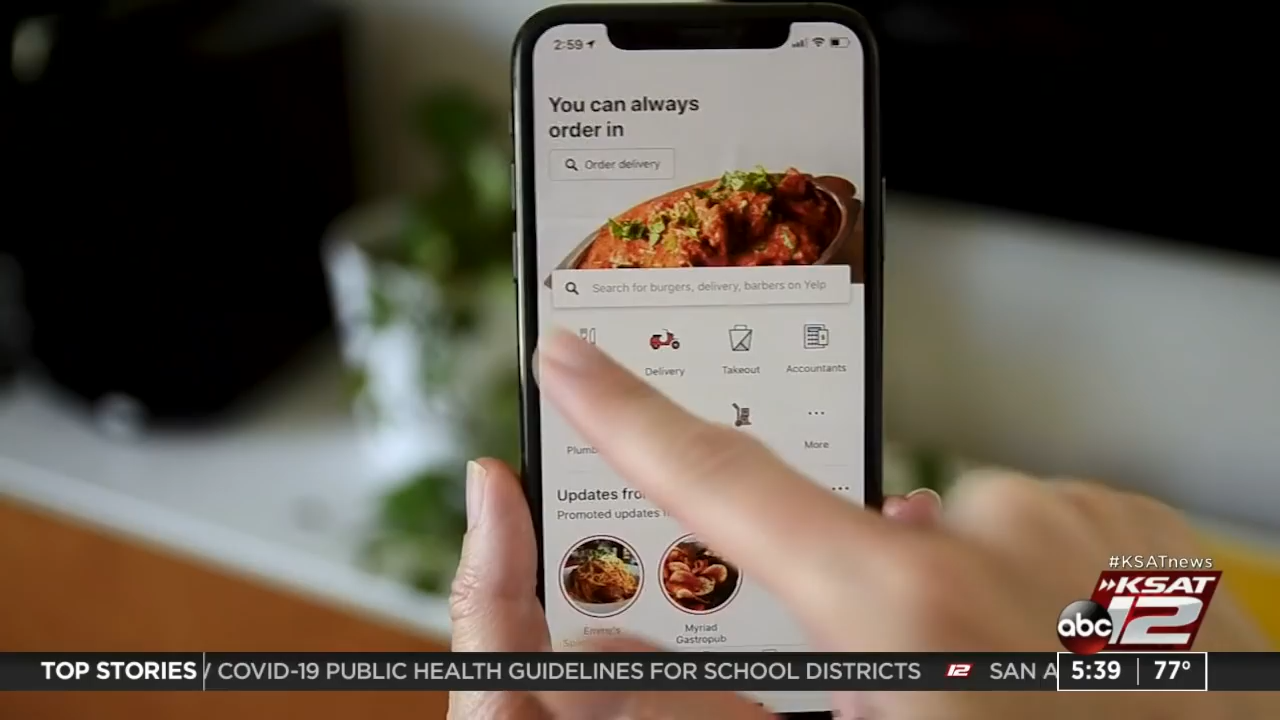 2:59
You can always
order in
Order delivery
Search for burgers, delivery, barbers on Yelp
Delivery
Takeout
Accountants
More
Updates
Promoted updates
Emmy's
Myriad
Gastropub
#KSATnews
KSAT
abc 12
TOP STORIES / COVID-19 PUBLIC HEALTH GUIDELINES FOR SCHOOL DISTRICTS 12 SAN A
5:39 77°